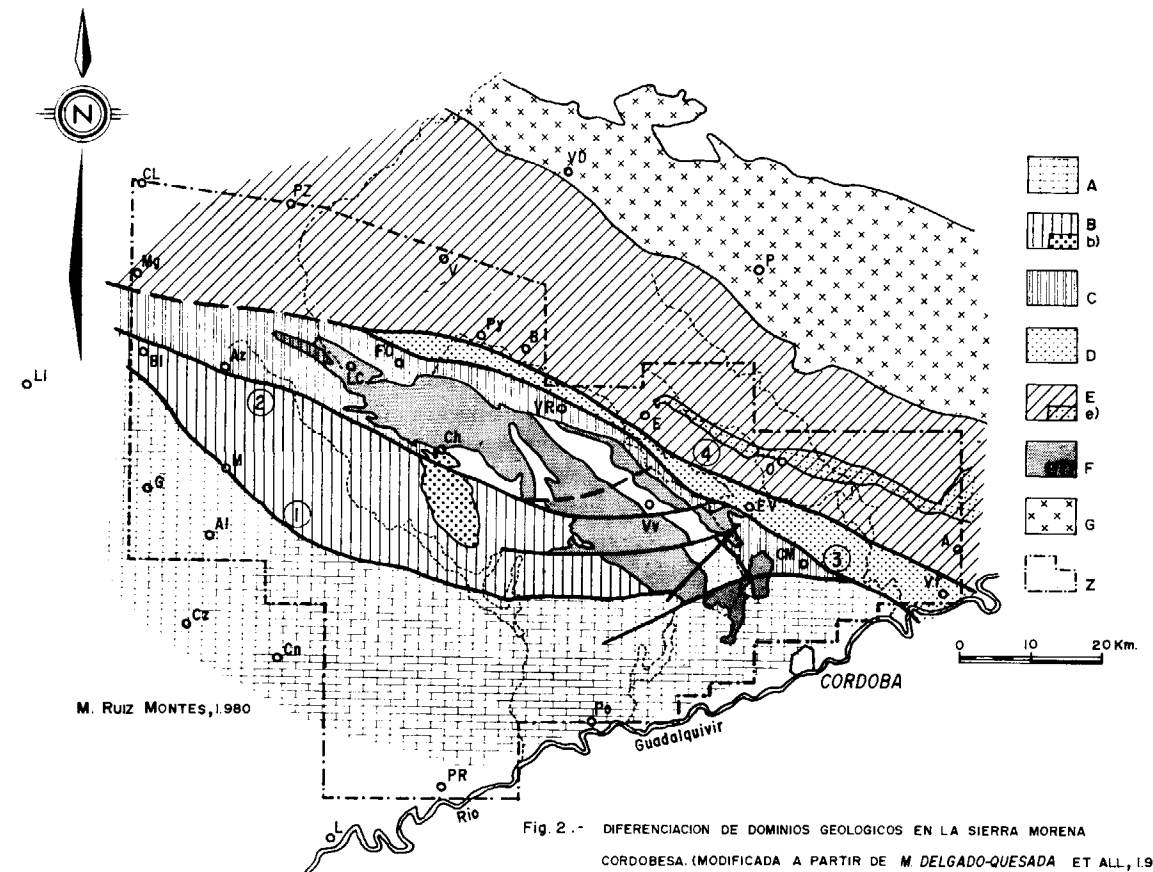 N
CL
PZ
VD
Mg
V
P
Py
B
Bl
Az
FO
LC
Li
2
VR
E
4
Ch
O
H
G
1
Vv
EV
Al
CM
3
A
Vr
Cz
Cn
CORDOBA
Po
Guadalquivir
PR
Rio
L
A
B
b)
C
D
E
e)
F
G
Z
0 10 20 Km.
M. RUIZ MONTES, 1.980
Fig. 2.- DIFERENCIACION DE DOMINIOS GEOLOGICOS EN LA SIERRA MORENA
CORDOBESA. (MODIFICADA A PARTIR DE M. DELGADO-QUESADA ET ALL, 1.9